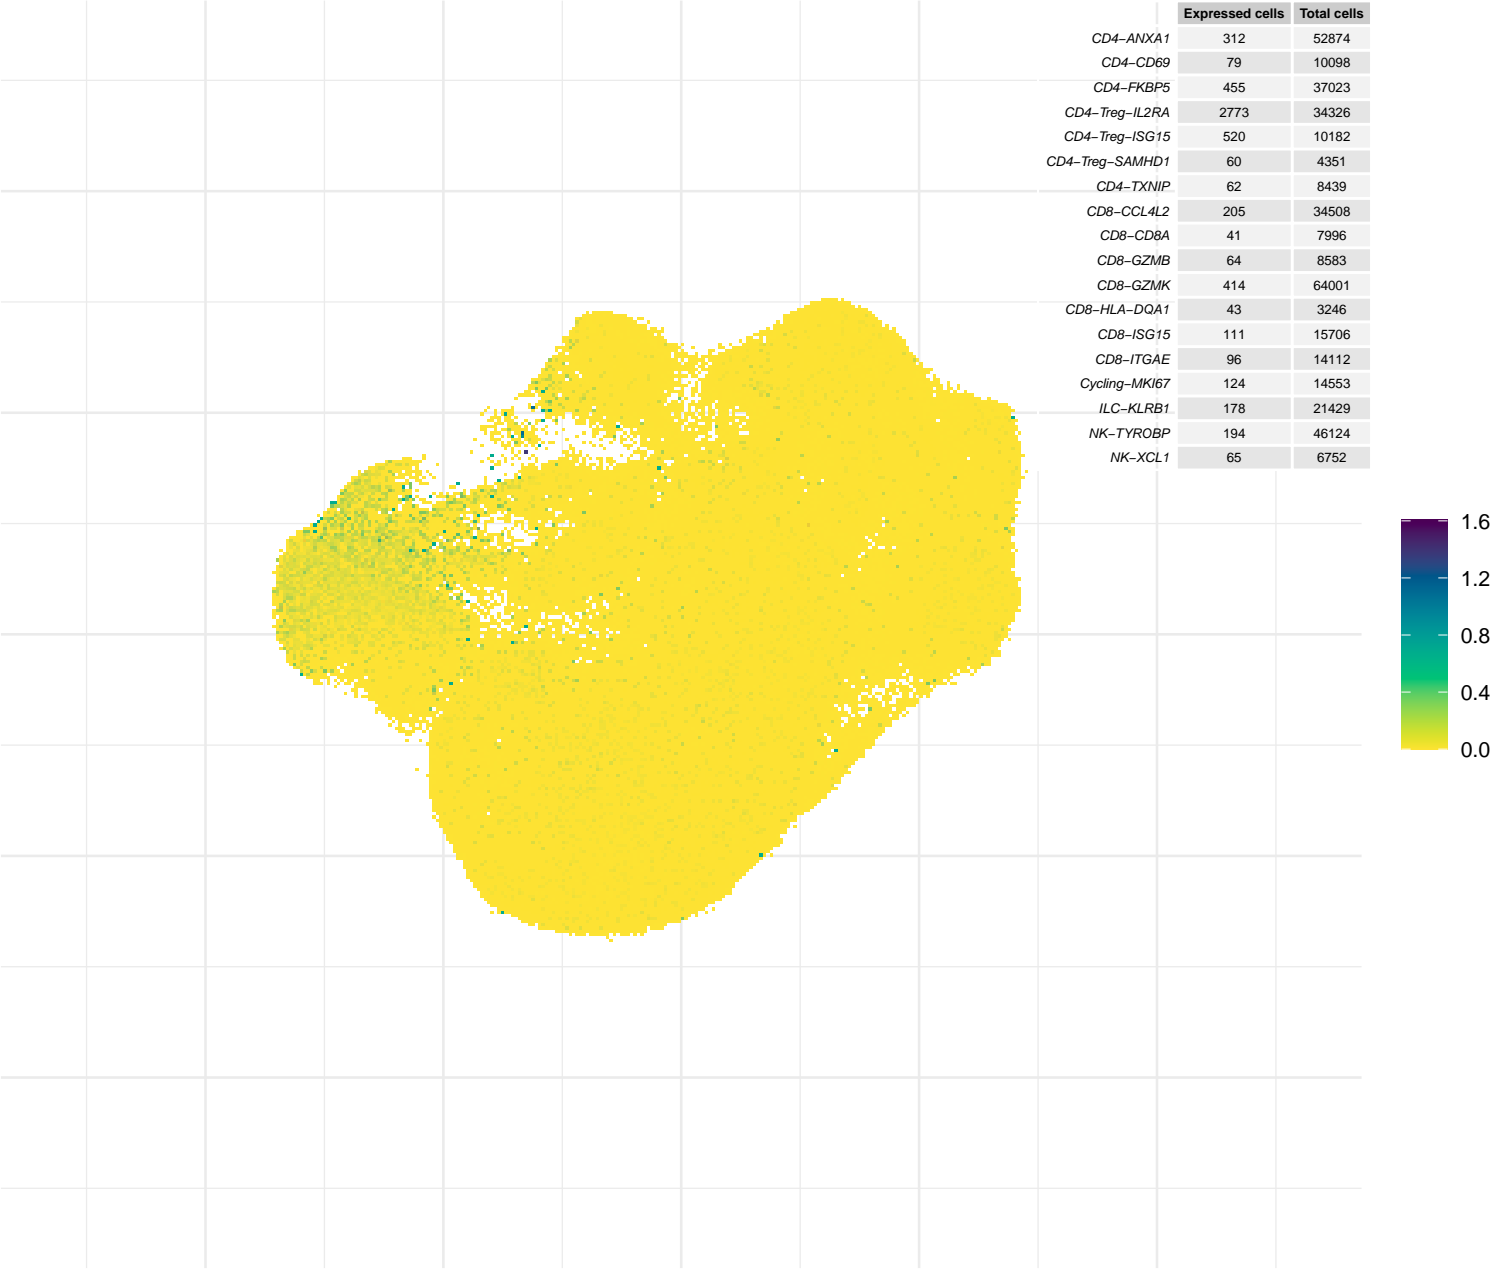 Expressed cells Total cells
CD4−ANXA1 312 52874
CD4−CD69 79 10098
CD4−FKBP5 455 37023
CD4−Treg−IL2RA 2773 34326
CD4−Treg−ISG15 520 10182
CD4−Treg−SAMHD1 60 4351
CD4−TXNIP 62 8439
CD8−CCL4L2 205 34508
CD8−CD8A 41 7996
CD8−GZMB 64 8583
CD8−GZMK 414 64001
CD8−HLA−DQA1 43 3246
CD8−ISG15 111 15706
CD8−ITGAE 96 14112
Cycling−MKI67 124 14553
ILC−KLRB1 178 21429
NK−TYROBP 194 46124
NK−XCL1 65 6752
1.6
1.2
0.8
0.4
0.0